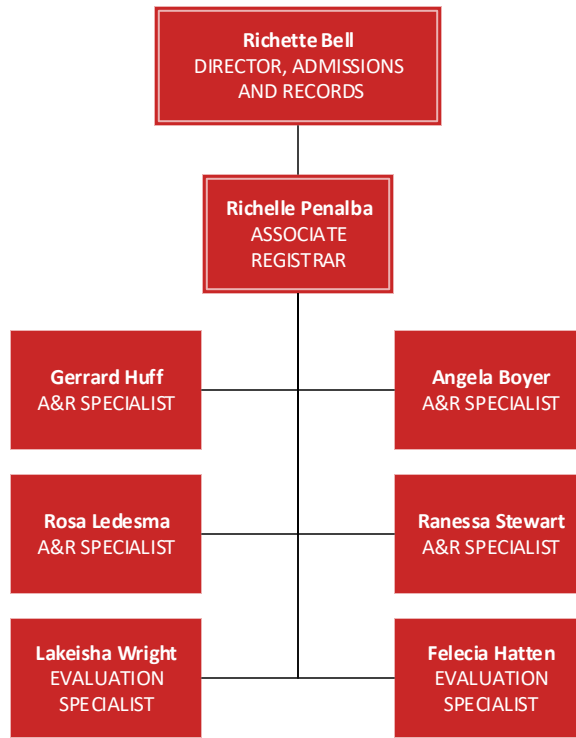 Richette Bell
DIRECTOR, ADMISSIONS
AND RECORDS
Richelle Penalba
ASSOCIATE
REGISTRAR
Gerrard Huff
A&R SPECIALIST
Angela Boyer
A&R SPECIALIST
Rosa Ledesma
A&R SPECIALIST
Ranessa Stewart
A&R SPECIALIST
Lakeisha Wright
EVALUATION
SPECIALIST
Felecia Hatten
EVALUATION
SPECIALIST